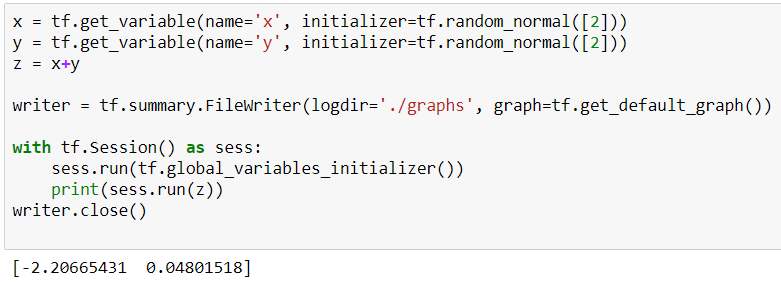 x = tf.get_variable(name='x', initializer=tf.random_normal([2]))
y = tf.get_variable(name='y', initializer=tf.random_normal([2]))
z = x+y

writer = tf.summary.FileWriter(logdir='./graphs', graph=tf.get_default_graph())

with tf.Session() as sess:
    sess.run(tf.global_variables_initializer())
    print(sess.run(z))
writer.close()

[-2.20665431  0.04801518]